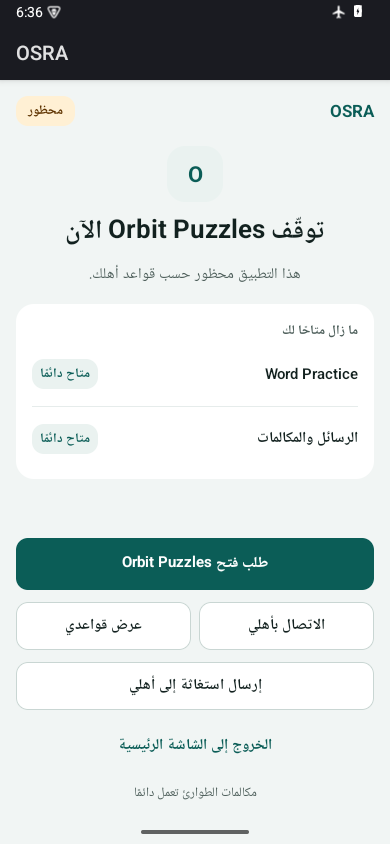 6:36
OSRA
OSRA
محظور
O
توقّف Orbit Puzzles الآن
هذا التطبيق محظور حسب قواعد أهلك.
ما زال متاحًا لك
Word Practice
متاح دائمًا
الرسائل والمكالمات
متاح دائمًا
طلب فتح Orbit Puzzles
الاتصال بأهلي
عرض قواعدي
إرسال استغاثة إلى أهلي
الخروج إلى الشاشة الرئيسية
مكالمات الطوارئ تعمل دائمًا